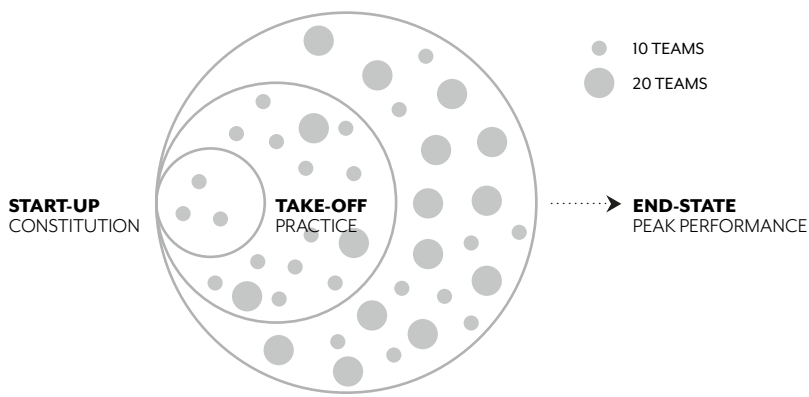 10 TEAMS
20 TEAMS
START-UP
CONSTITUTION
TAKE-OFF
PRACTICE
END-STATE
PEAK PERFORMANCE